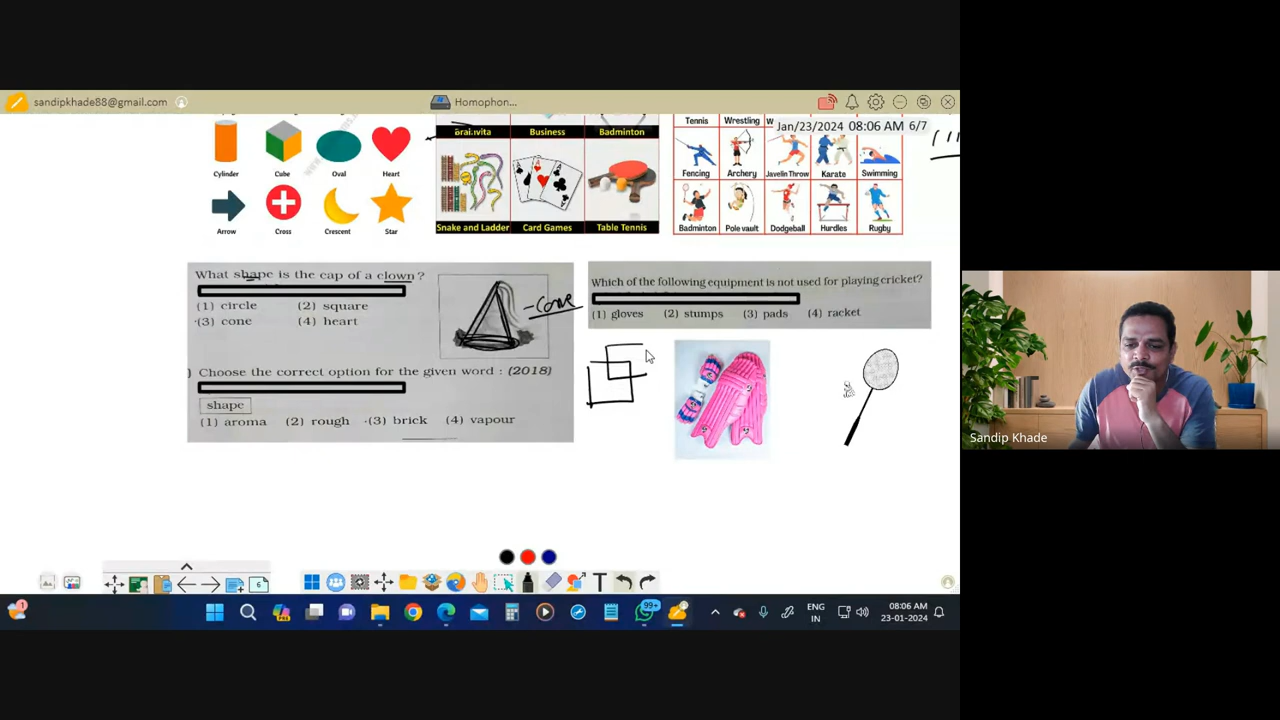 sandipkhade88@gmail.com
Homophon...
Jan/23/2024 08:06 AM 6/7
Brainvita
Business
Badminton
Tennis
Wrestling
Cylinder
Cube
Oval
Heart
Fencing
Archery
Javelin Throw
Karate
Swimming
Arrow
Cross
Crescent
Star
Snake and Ladder
Card Games
Table Tennis
Badminton
Pole vault
Dodgeball
Hurdles
Rugby
What shape is the cap of a clown?
(1) circle (2) square
(3) cone (4) heart
-Cone
Which of the following equipment is not used for playing cricket?
(1) gloves (2) stumps (3) pads (4) racket
) Choose the correct option for the given word : (2018)
shape
(1) aroma (2) rough (3) brick (4) vapour
Sandip Khade
6
T
99+
ENG
IN
08:06 AM
23-01-2024